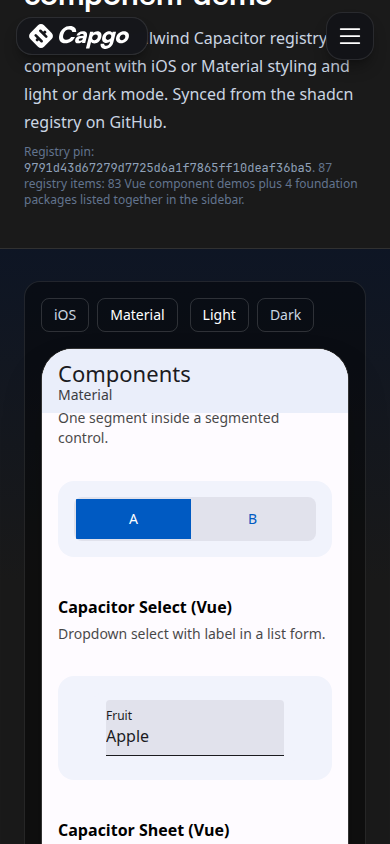 component demo
Capgo
lwind Capacitor registry
component with iOS or Material styling and
light or dark mode. Synced from the shadcn
registry on GitHub.
Registry pin:
9791d43d67279d7725d6a1f7865ff10deaf36ba5. 87
registry items: 83 Vue component demos plus 4 foundation
packages listed together in the sidebar.
iOS
Material
Light
Dark
Components
Material
One segment inside a segmented
control.
A
B
Capacitor Select (Vue)
Dropdown select with label in a list form.
Fruit
Apple
Capacitor Sheet (Vue)